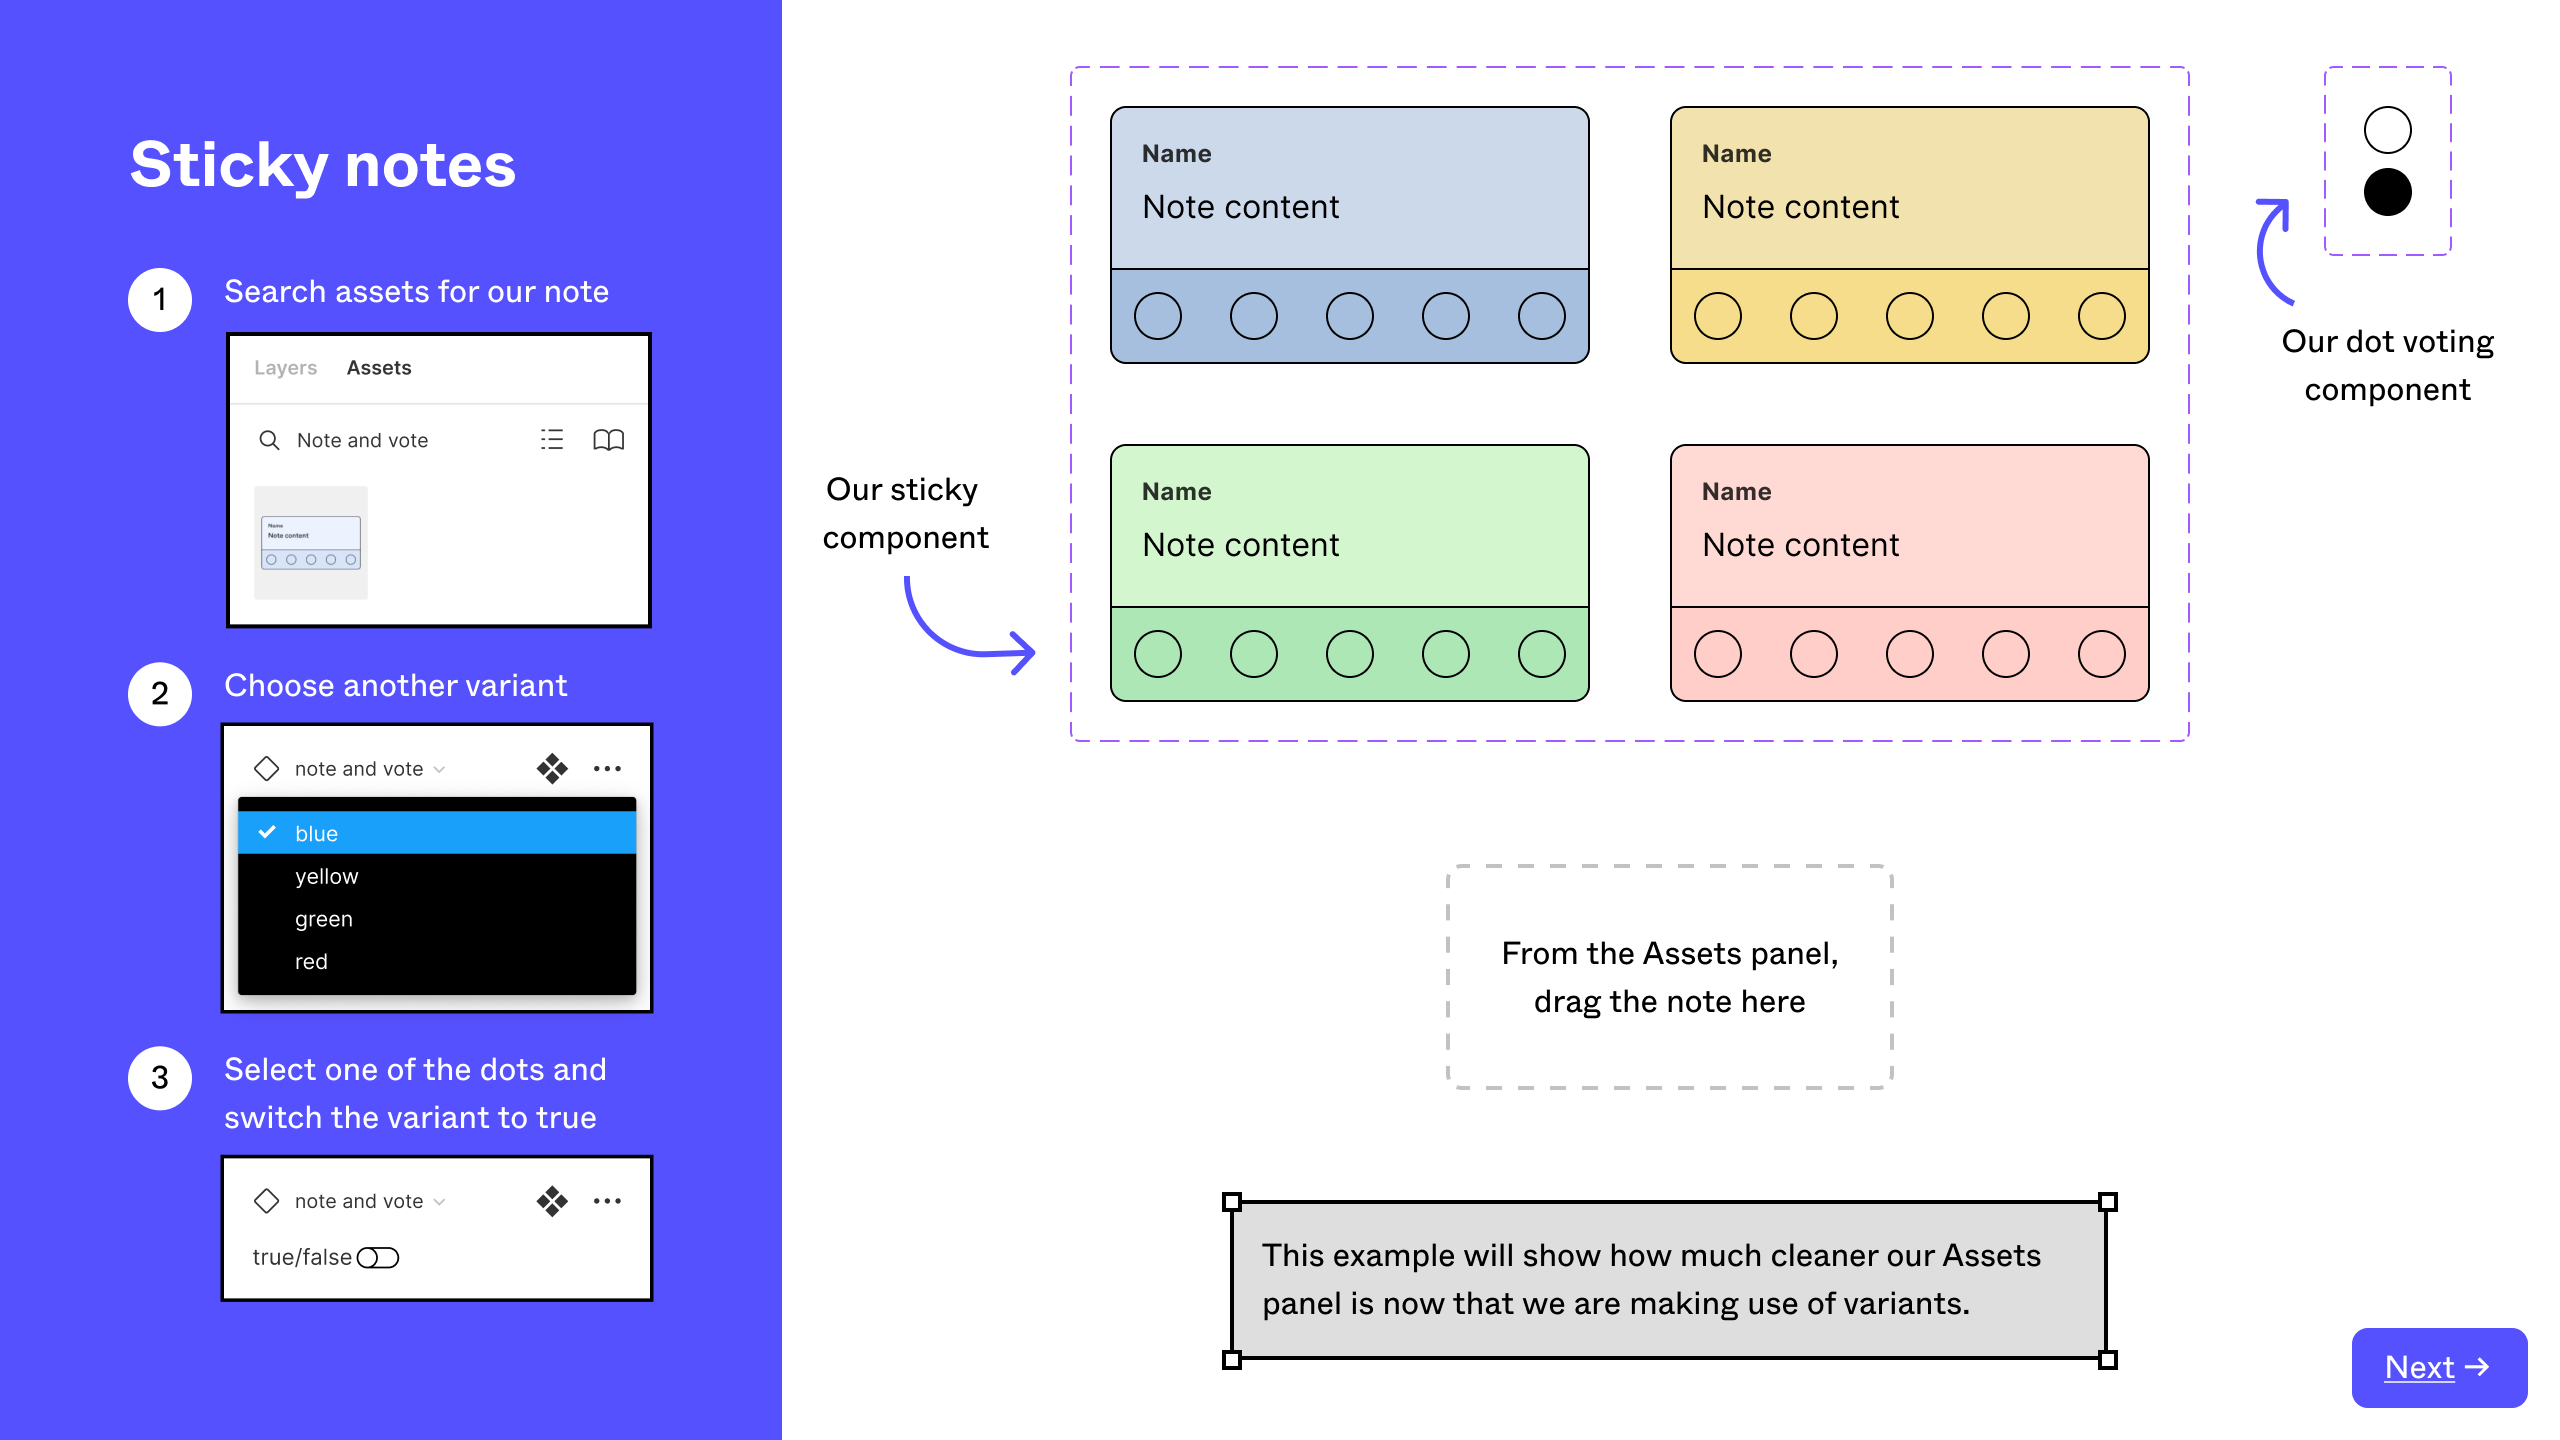 Sticky notes
1
Search assets for our note
Layers Assets
Note and vote
Name
Note content
2
Choose another variant
note and vote
blue
yellow
green
red
3
Select one of the dots and
switch the variant to true
note and vote
true/false
Our sticky
component
Name
Note content
Name
Note content
Name
Note content
Name
Note content
Our dot voting
component
From the Assets panel,
drag the note here
This example will show how much cleaner our Assets
panel is now that we are making use of variants.
Next →